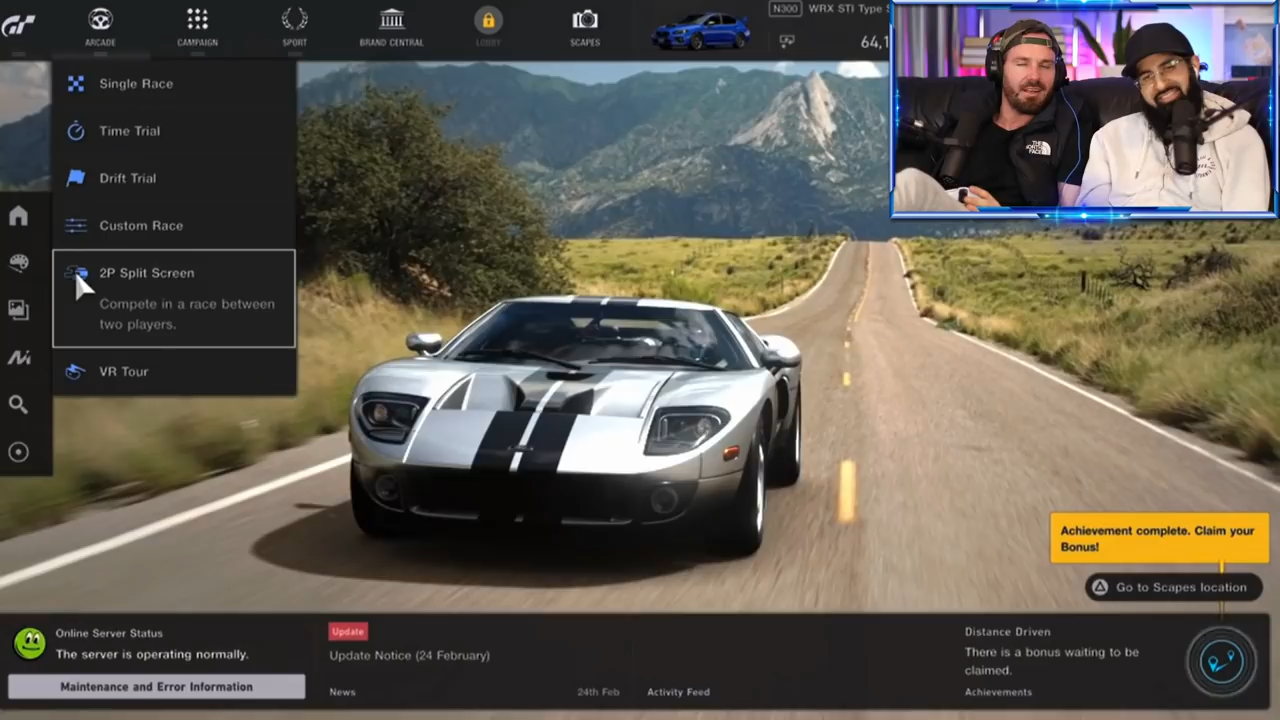 ARCADE
CAMPAIGN
SPORT
BRAND CENTRAL
LOBBY
SCAPES
N300
WRX STI Type S
64,1
Single Race
Time Trial
Drift Trial
Custom Race
2P Split Screen
Compete in a race between
two players.
VR Tour
THE
NORTH
FACE
Achievement complete. Claim your
Bonus!
Go to Scapes location
Online Server Status
The server is operating normally.
Maintenance and Error Information
Update
Update Notice (24 February)
News
24th Feb
Activity Feed
Distance Driven
There is a bonus waiting to be
claimed.
Achievements